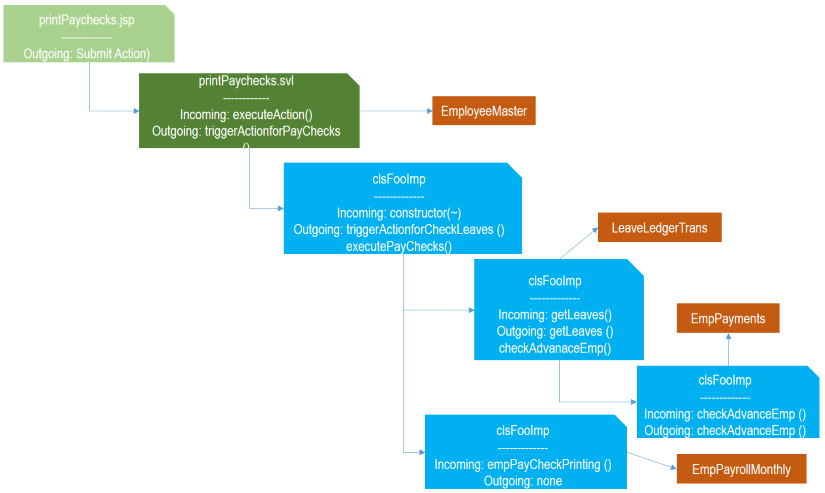 printPaychecks.jsp
-------------
Outgoing: Submit Action)
printPaychecks.svl
------------
Incoming: executeAction()
Outgoing: triggerActionforPayChecks
()
EmployeeMaster
clsFooImp
-------------
Incoming: constructor(~)
Outgoing: triggerActionforCheckLeaves ()
executePayChecks()
LeaveLedgerTrans
clsFooImp
-------------
Incoming: getLeaves()
Outgoing: getLeaves ()
checkAdvanaceEmp()
EmpPayments
clsFooImp
-------------
Incoming: checkAdvanceEmp ()
Outgoing: checkAdvanceEmp ()
clsFooImp
-------------
Incoming: empPayCheckPrinting ()
Outgoing: none
EmpPayrollMonthly